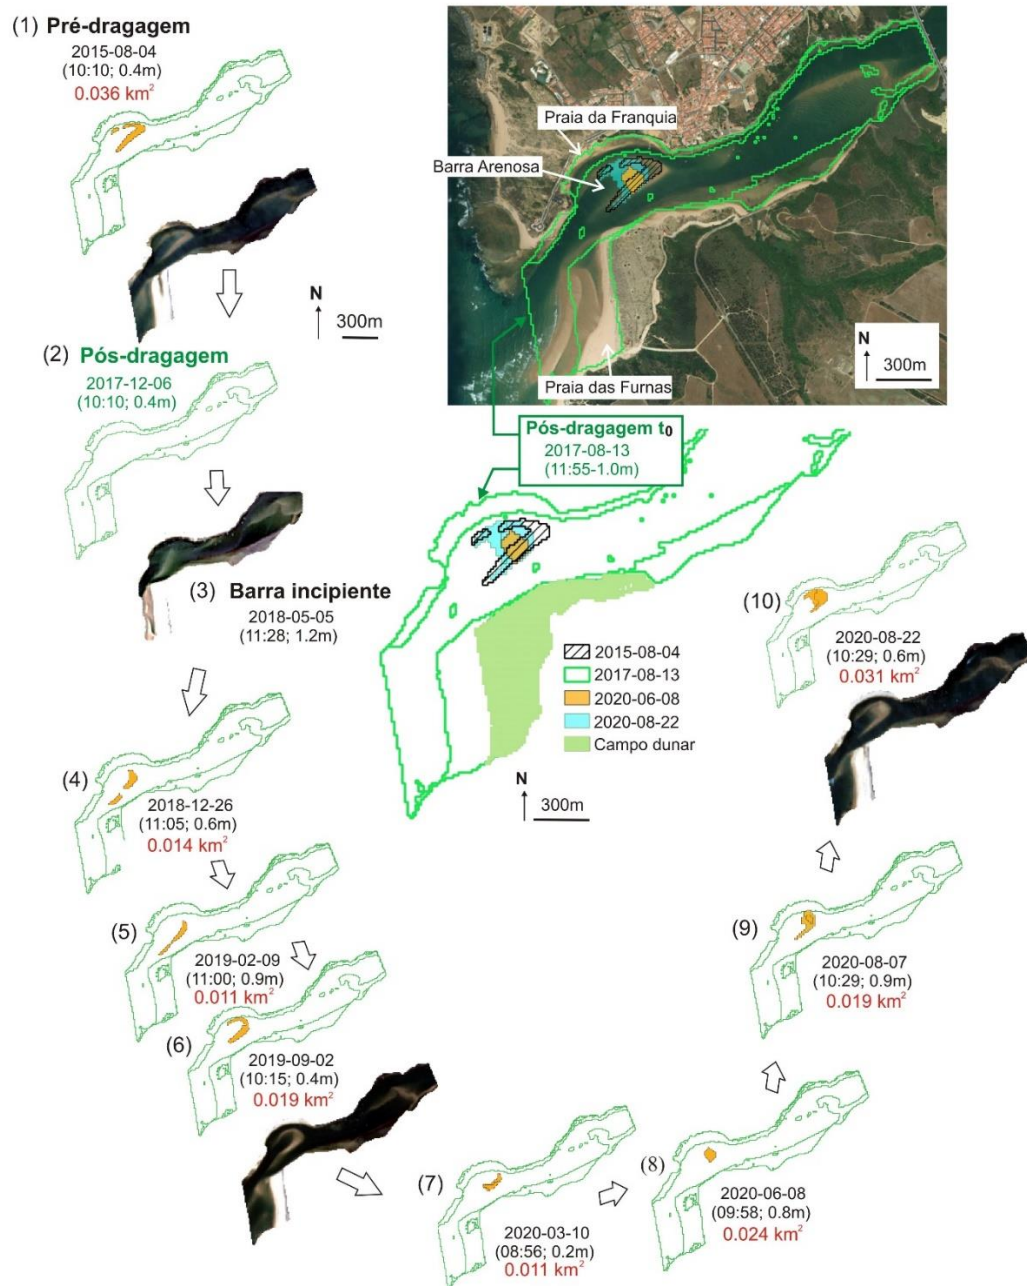 (1) Pré-dragagem
2015-08-04
(10:10; 0.4m)
0.036 km²
N
300m
Praia da Franquia
Barra Arenosa
Praia das Furnas
N
300m
(2) Pós-dragagem
2017-12-06
(10:10; 0.4m)
Pós-dragagem t₀
2017-08-13
(11:55-1.0m)
(3) Barra incipiente
2018-05-05
(11:28; 1.2m)
2015-08-04
2017-08-13
2020-06-08
2020-08-22
Campo dunar
N
300m
(4)
2018-12-26
(11:05; 0.6m)
0.014 km²
(5)
2019-02-09
(11:00; 0.9m)
0.011 km²
(6)
2019-09-02
(10:15; 0.4m)
0.019 km²
(7)
2020-03-10
(08:56; 0.2m)
0.011 km²
(8)
2020-06-08
(09:58; 0.8m)
0.024 km²
(9)
2020-08-07
(10:29; 0.9m)
0.019 km²
(10)
2020-08-22
(10:29; 0.6m)
0.031 km²